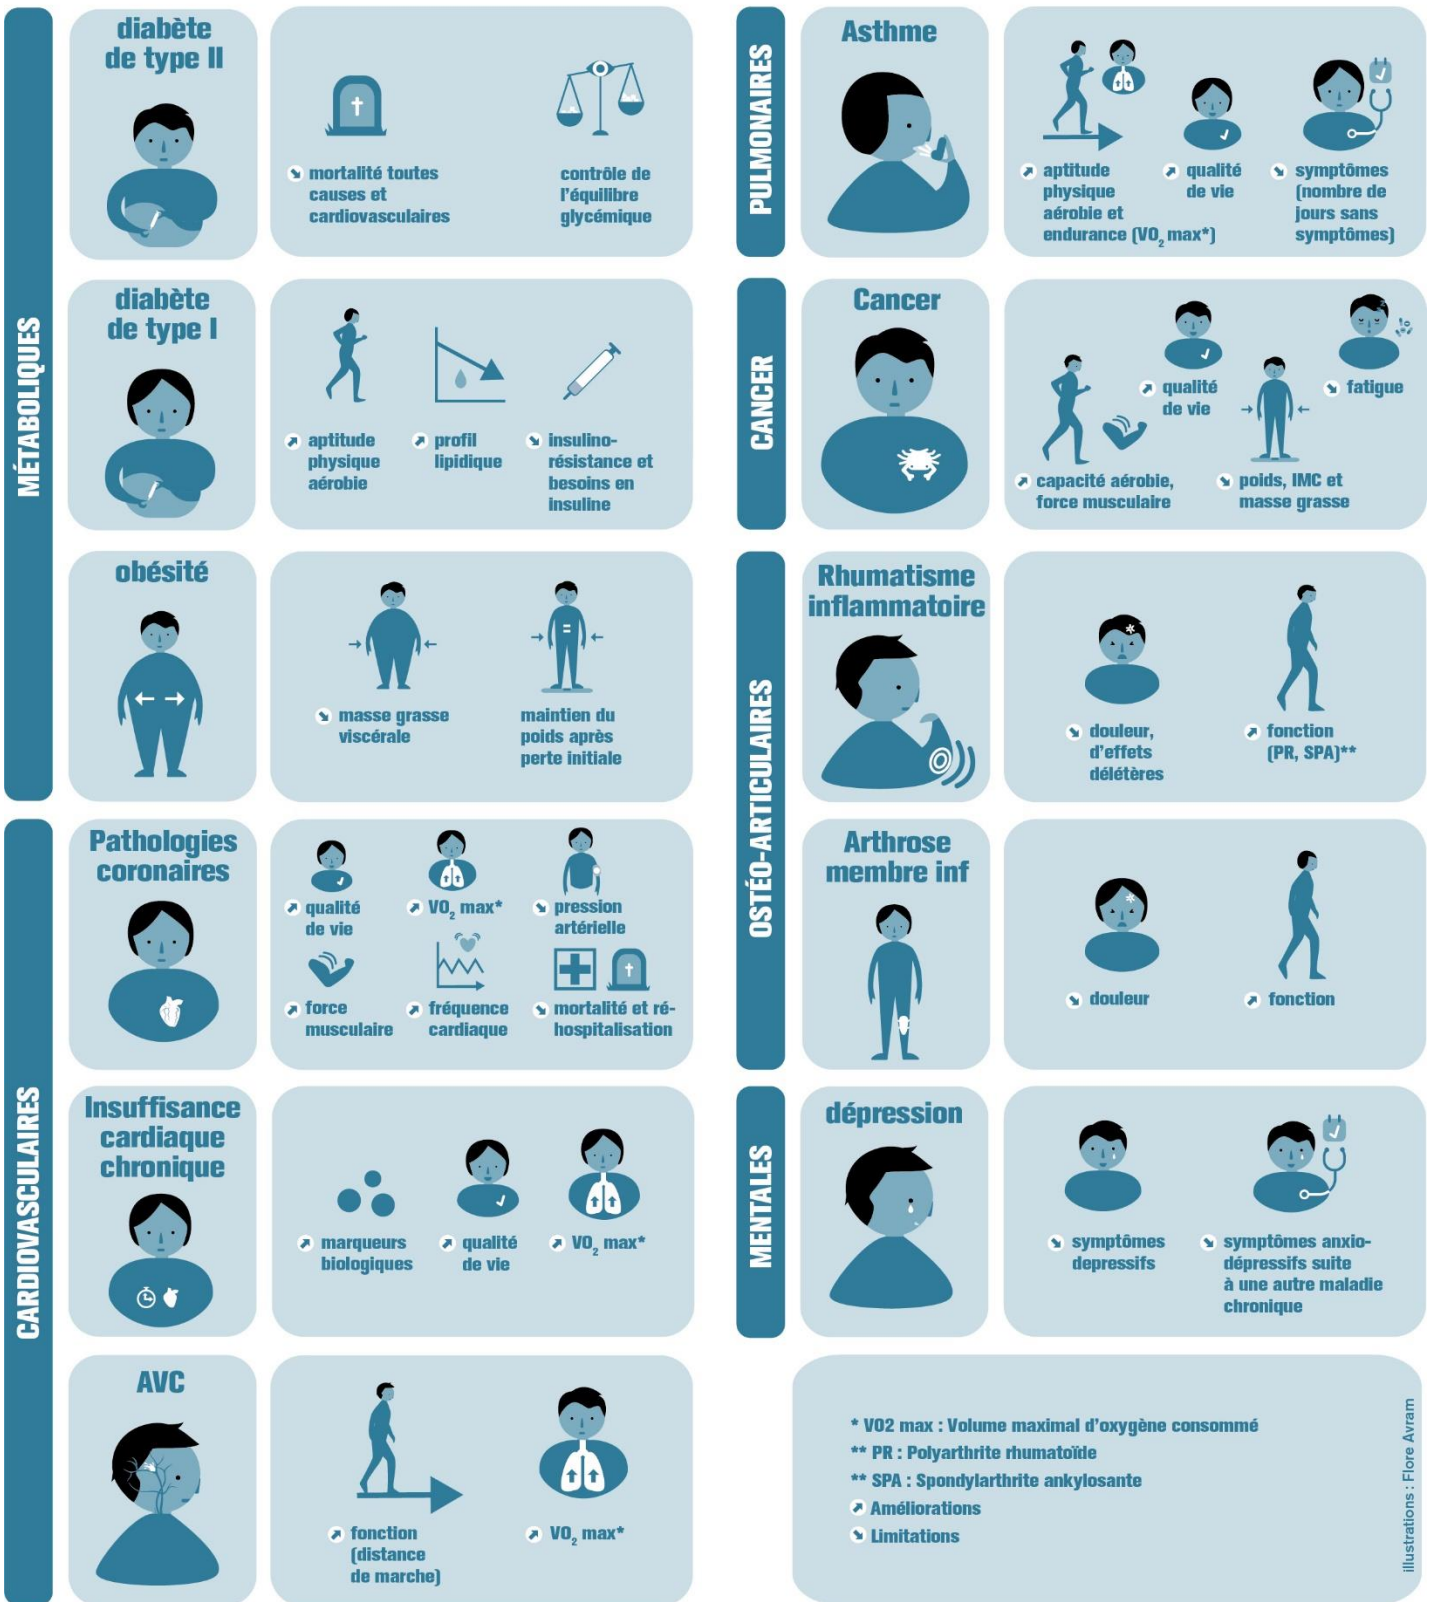 MÉTABOLIQUES
diabète
de type II
mortalité toutes
causes et
cardiovasculaires
contrôle de
l'équilibre
glycémique
diabète
de type I
aptitude
physique
aérobie
profil
lipidique
insulino-
résistance et
besoins en
insuline
obésité
masse grasse
viscérale
maintien du
poids après
perte initiale
CARDIOVASCULAIRES
Pathologies
coronaires
qualité
de vie
VO₂ max*
pression
artérielle
force
musculaire
fréquence
cardiaque
mortalité et ré-
hospitalisation
Insuffisance
cardiaque
chronique
marqueurs
biologiques
qualité
de vie
VO₂ max*
AVC
fonction
(distance
de marche)
VO₂ max*
PULMONAIRES
Asthme
aptitude
physique
aérobie et
endurance (VO₂ max*)
qualité
de vie
symptômes
(nombre de
jours sans
symptômes)
CANCER
Cancer
capacité aérobie,
force musculaire
qualité
de vie
poids, IMC et
masse grasse
fatigue
OSTÉO-ARTICULAIRES
Rhumatisme
inflammatoire
douleur,
d'effets
délétères
fonction
(PR, SPA)**
Arthrose
membre inf
douleur
fonction
MENTALES
dépression
symptômes
depressifs
symptômes anxio-
dépressifs suite
à une autre maladie
chronique
* VO2 max : Volume maximal d'oxygène consommé
** PR : Polyarthrite rhumatoïde
** SPA : Spondylarthrite ankylosante
Améliorations
Limitations
illustrations : Flore Avram